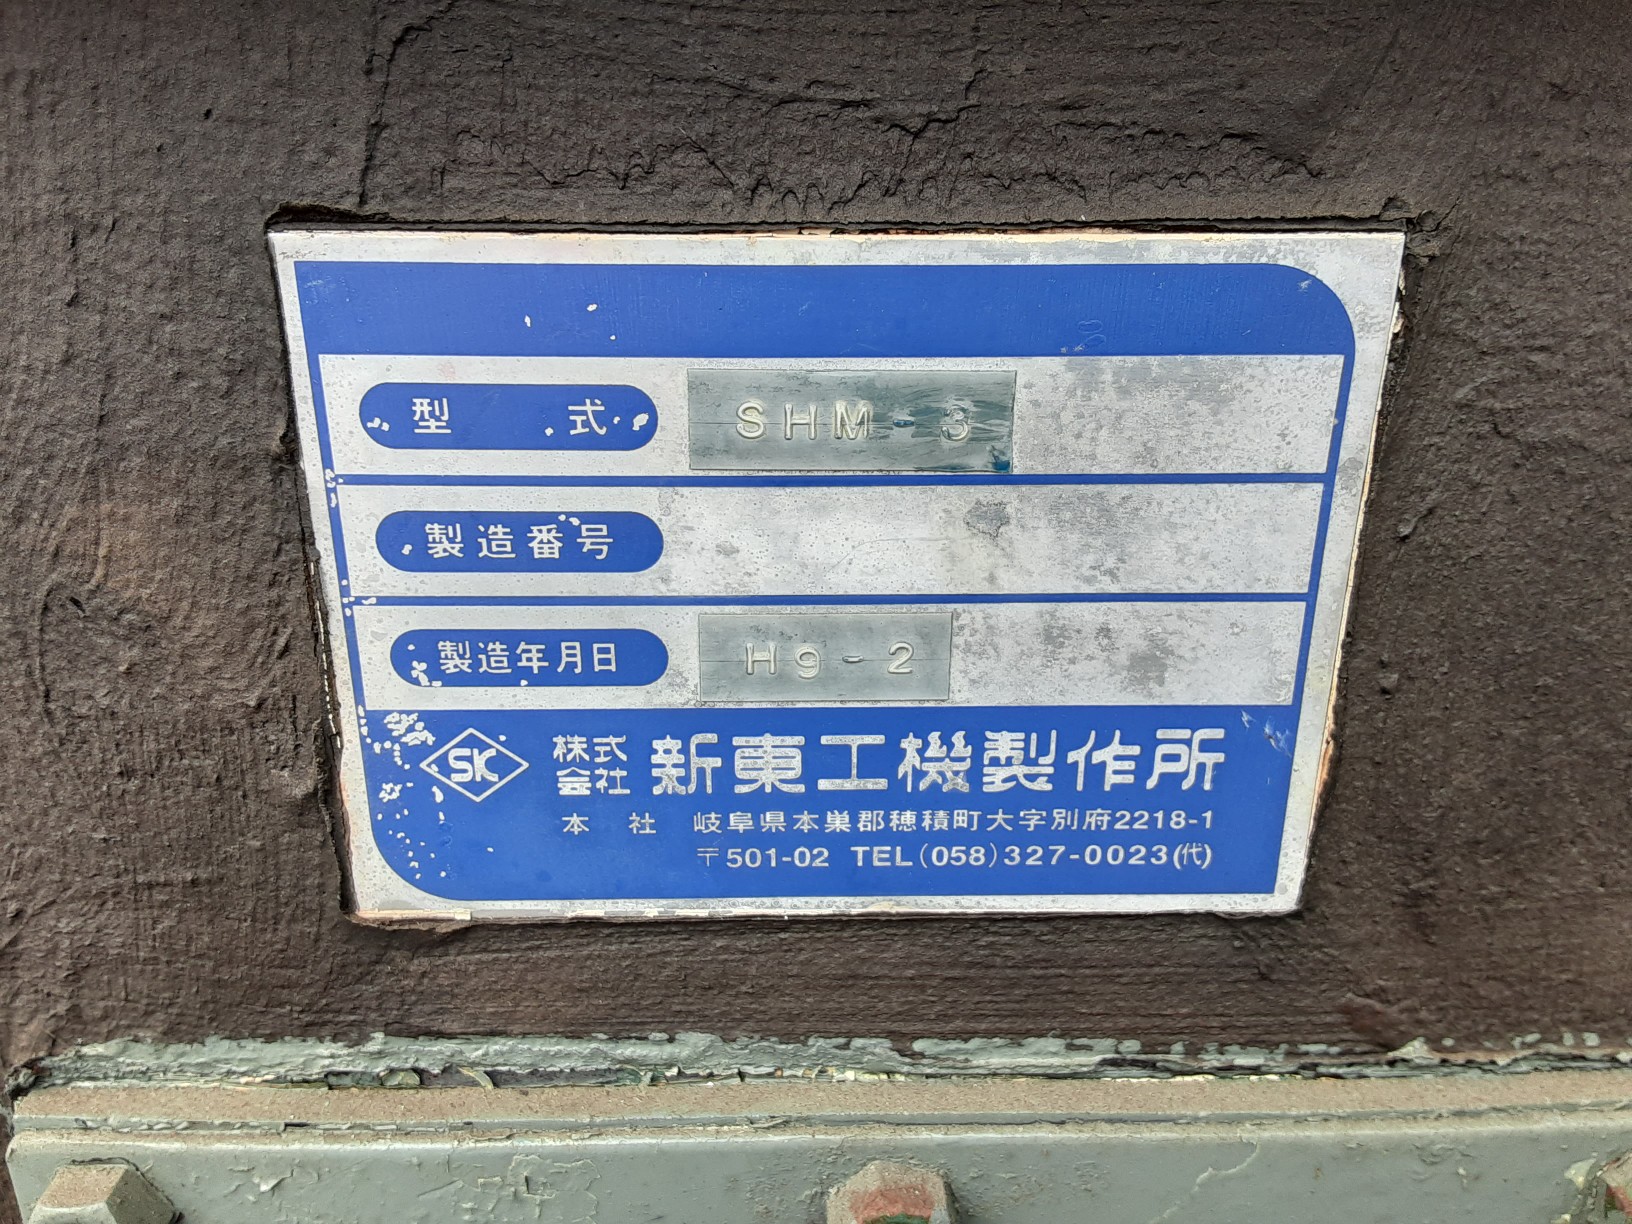 型式 SHM-3
製造番号
製造年月日 H9-2
SK 株式会社 新東工機製作所
本社 岐阜県本巣郡穂積町大字別府2218-1
〒501-02 TEL(058)327-0023(代)